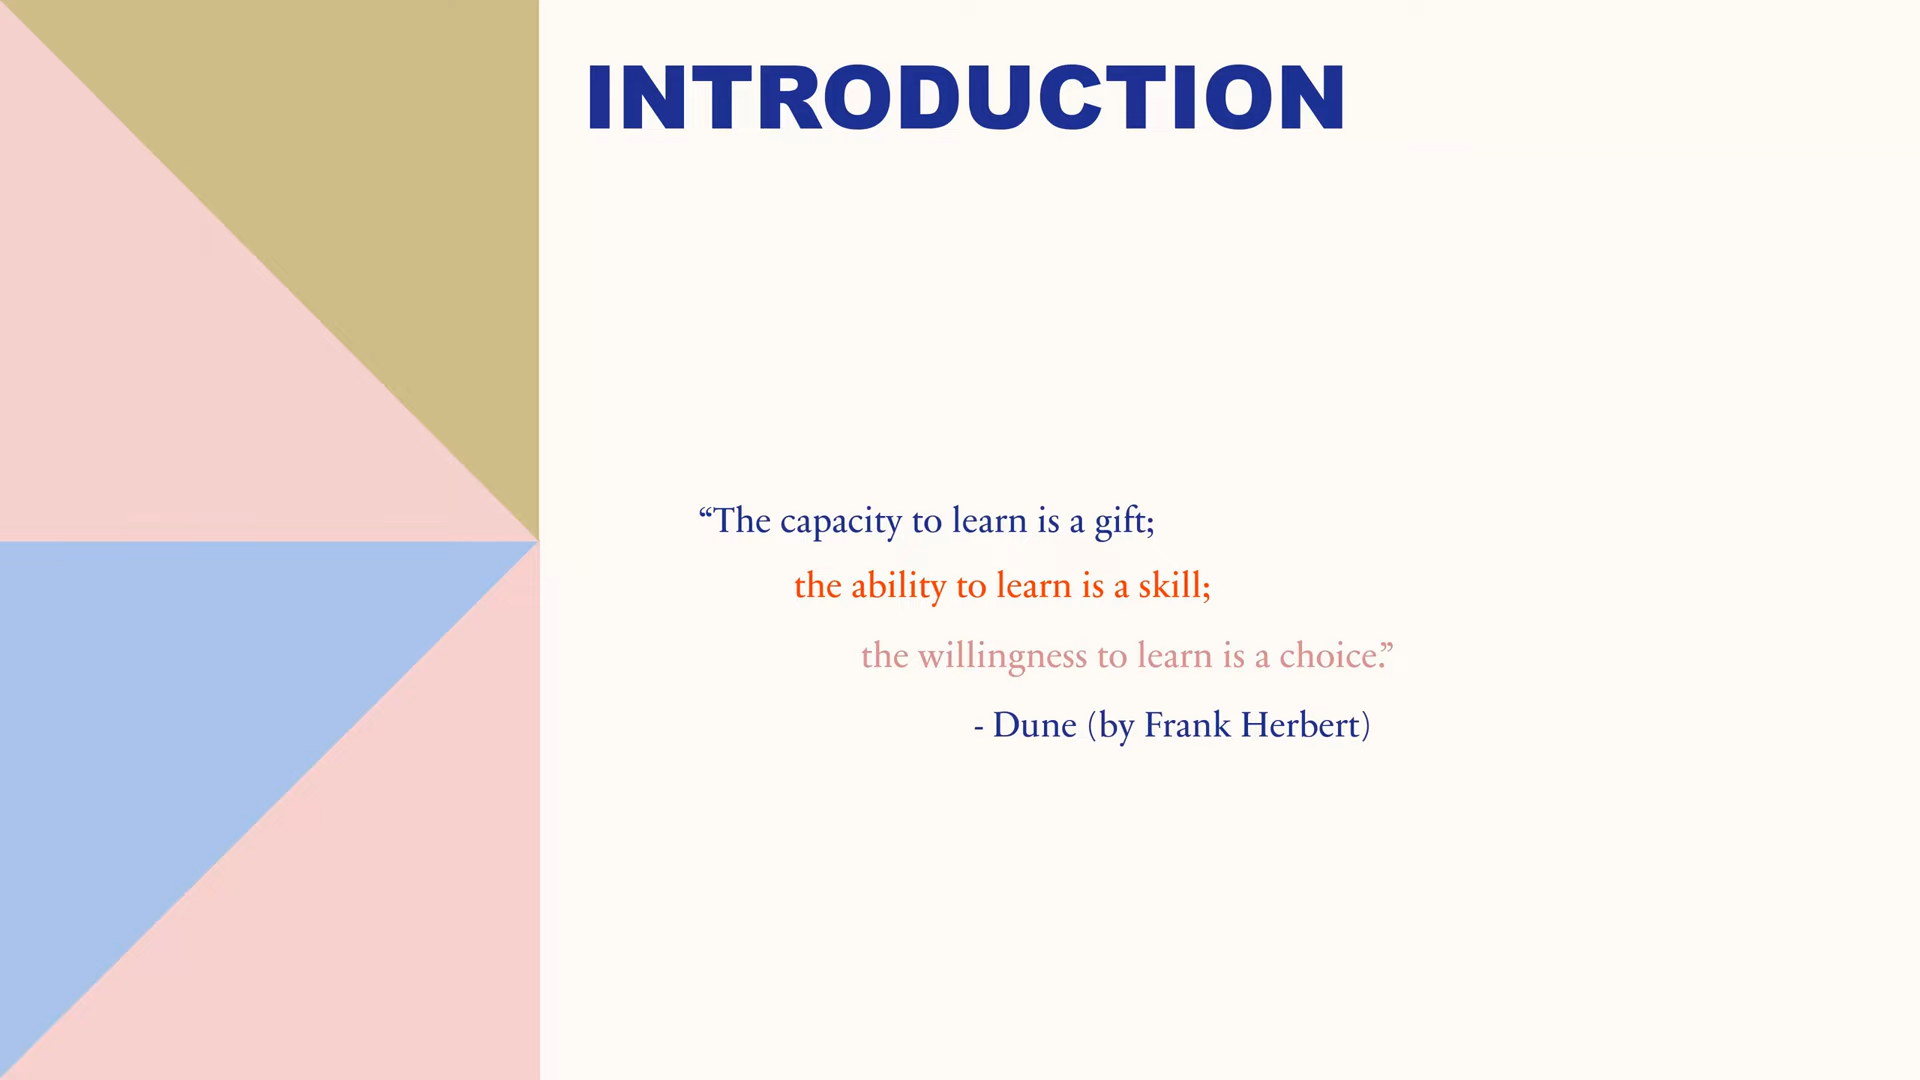 INTRODUCTION
“The capacity to learn is a gift;
the ability to learn is a skill;
the willingness to learn is a choice.”
- Dune (by Frank Herbert)